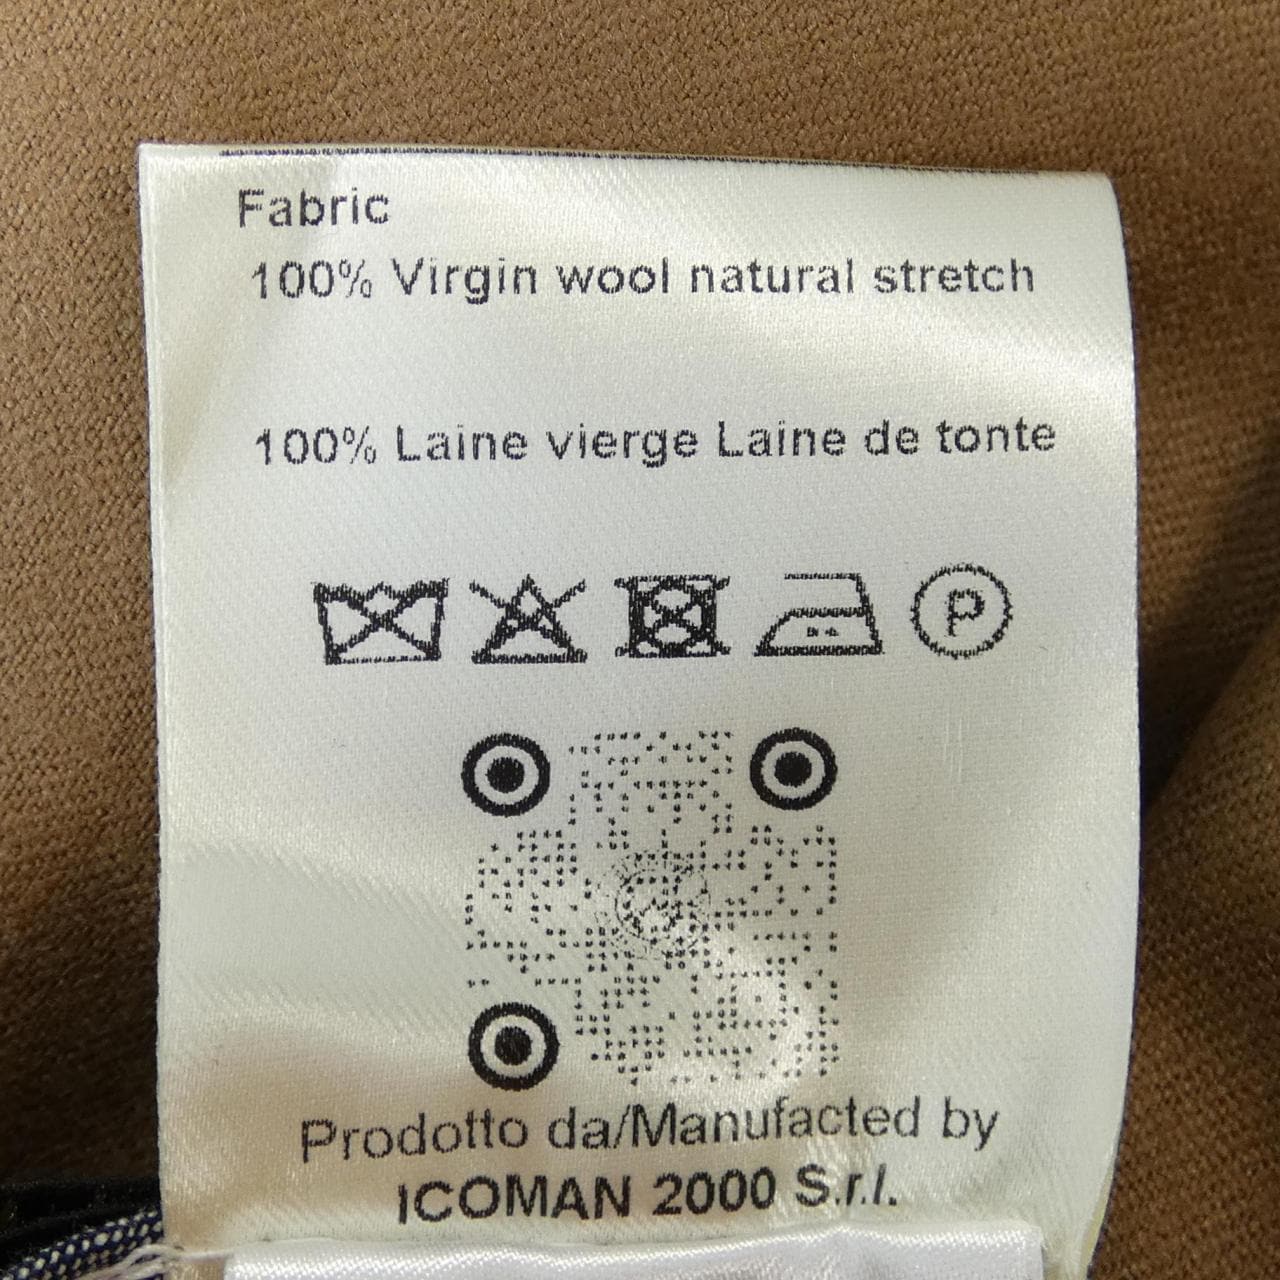 Fabric
100% Virgin wool natural stretch
100% Laine vierge Laine de tonte
P
Prodotto da/Manufacted by
ICOMAN 2000 S.r.l.